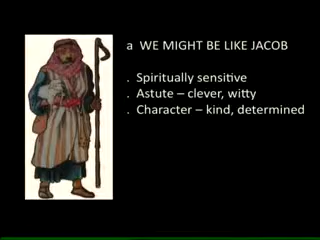 a WE MIGHT BE LIKE JACOB
. Spiritually sensitive
. Astute – clever, witty
. Character – kind, determined